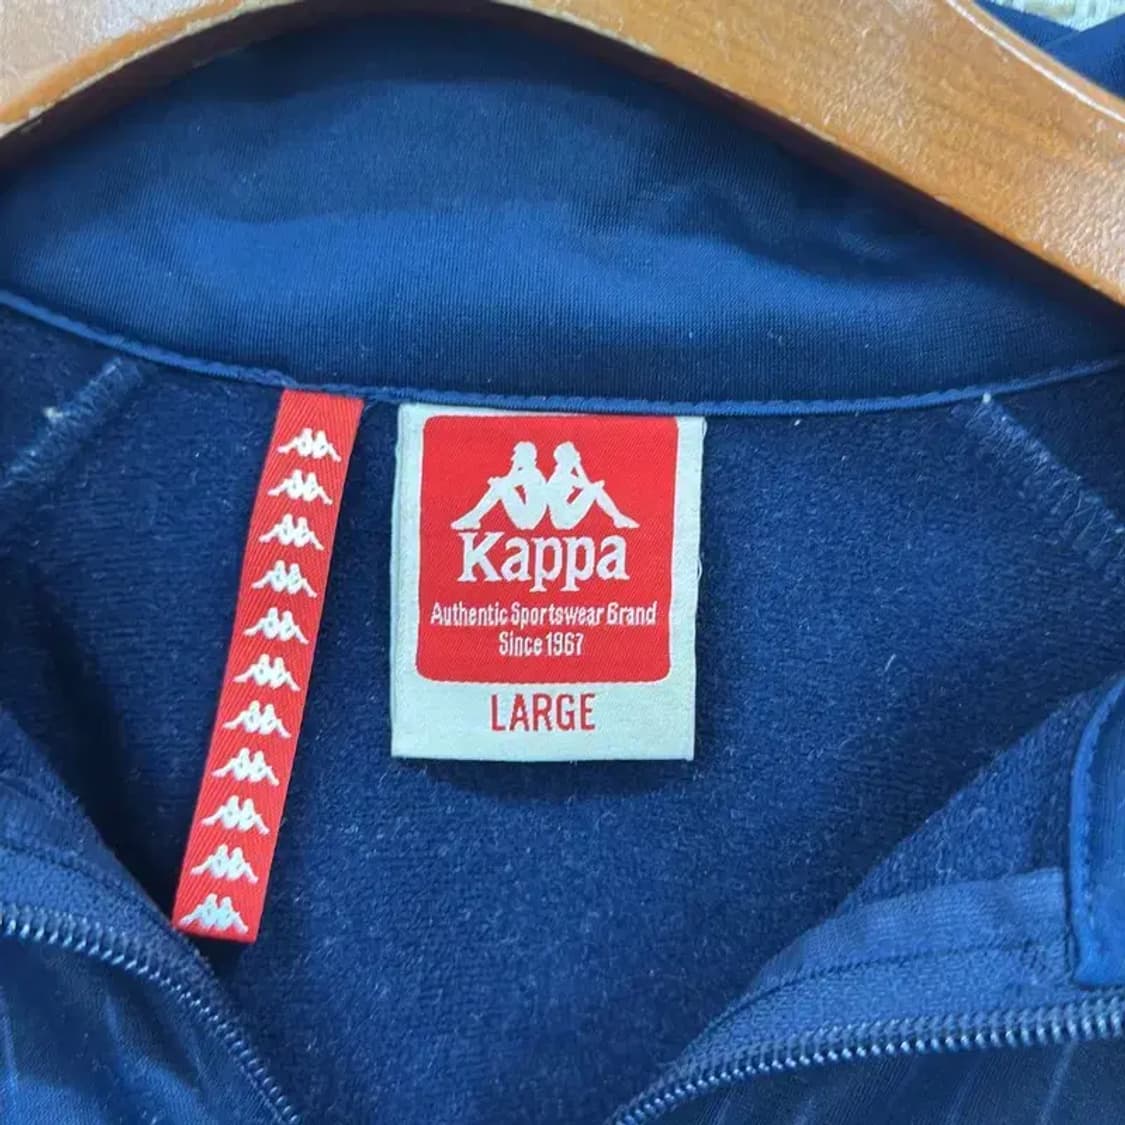 Kappa
Authentic Sportswear Brand
Since 1967
LARGE